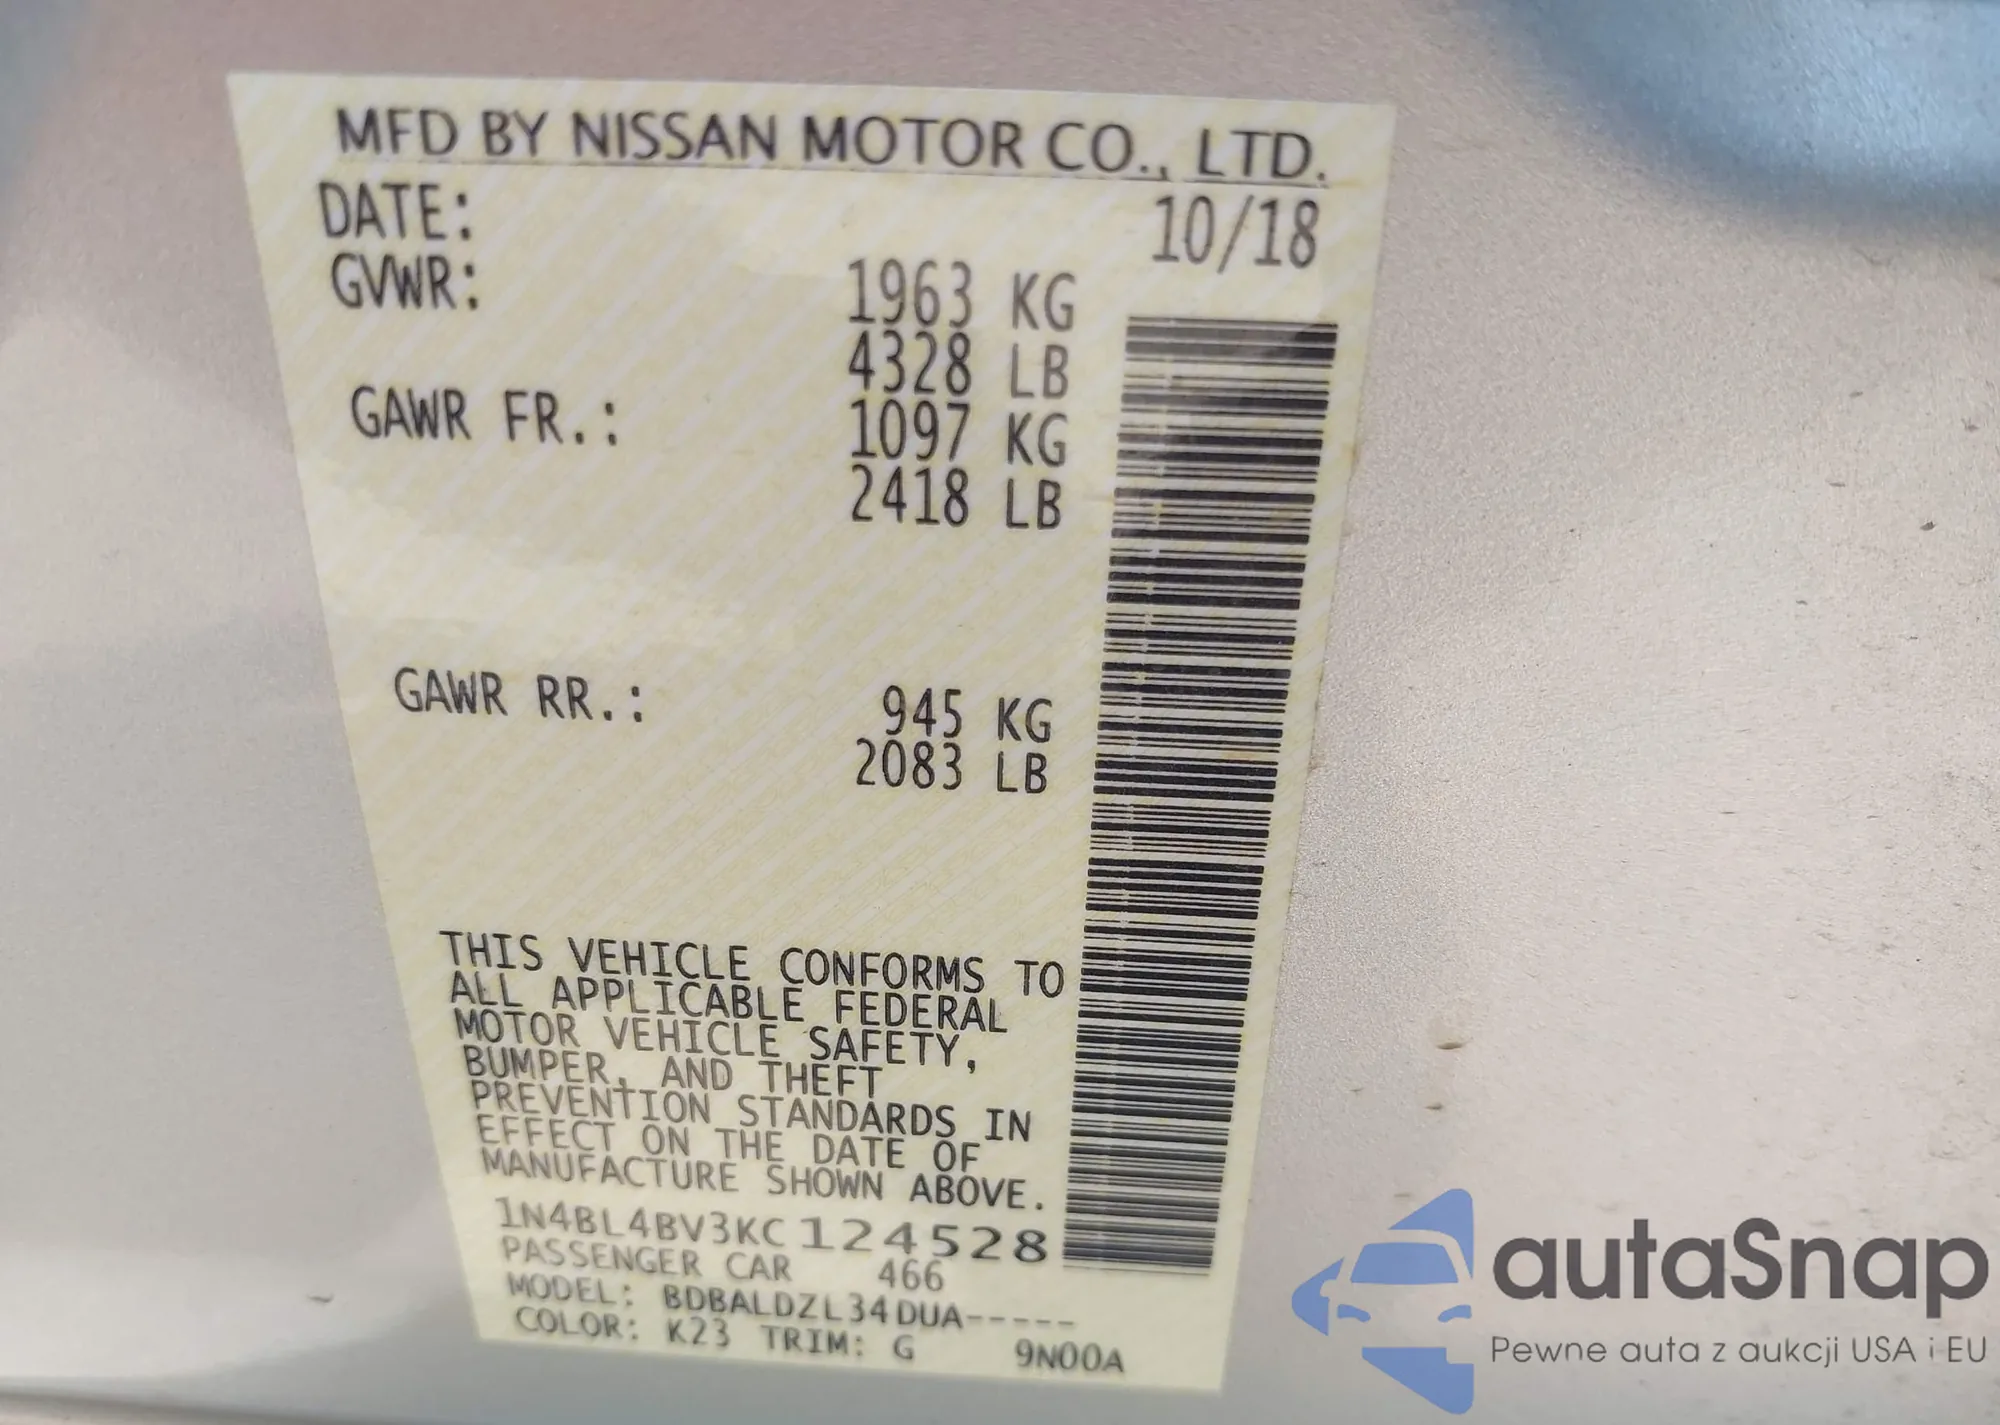 MFD BY NISSAN MOTOR CO., LTD.
DATE: 10/18
GVWR: 1963 KG
4328 LB
GAWR FR.: 1097 KG
2418 LB
GAWR RR.: 945 KG
2083 LB
THIS VEHICLE CONFORMS TO
ALL APPLICABLE FEDERAL
MOTOR VEHICLE SAFETY,
BUMPER, AND THEFT
PREVENTION STANDARDS IN
EFFECT ON THE DATE OF
MANUFACTURE SHOWN ABOVE.
1N4BL4BV3KC124528
PASSENGER CAR 466
MODEL: BDBALDZL34DUA-----
COLOR: K23 TRIM: G 9N00A
autaSnap
Pewne auta z aukcji USA i EU